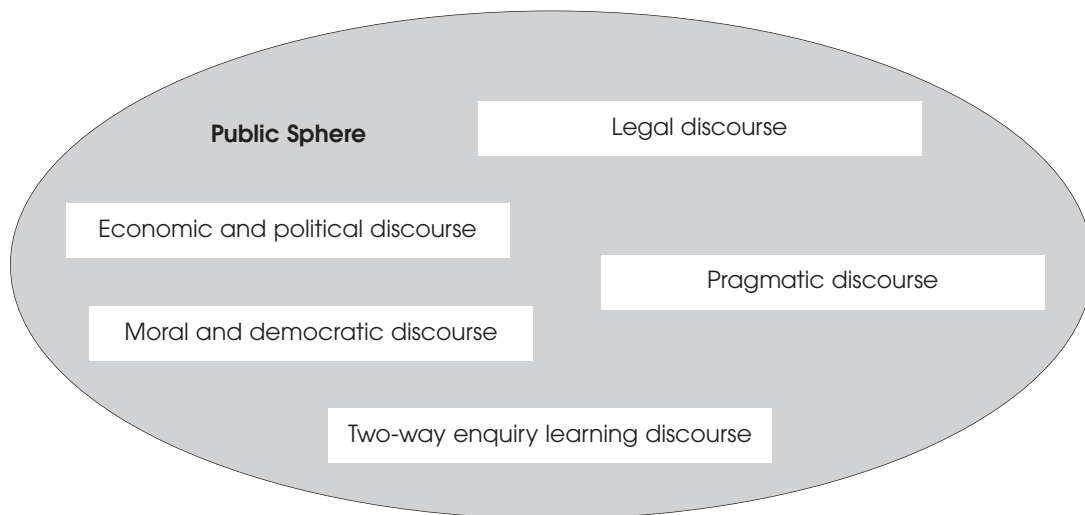 Public Sphere
Legal discourse
Economic and political discourse
Pragmatic discourse
Moral and democratic discourse
Two-way enquiry learning discourse